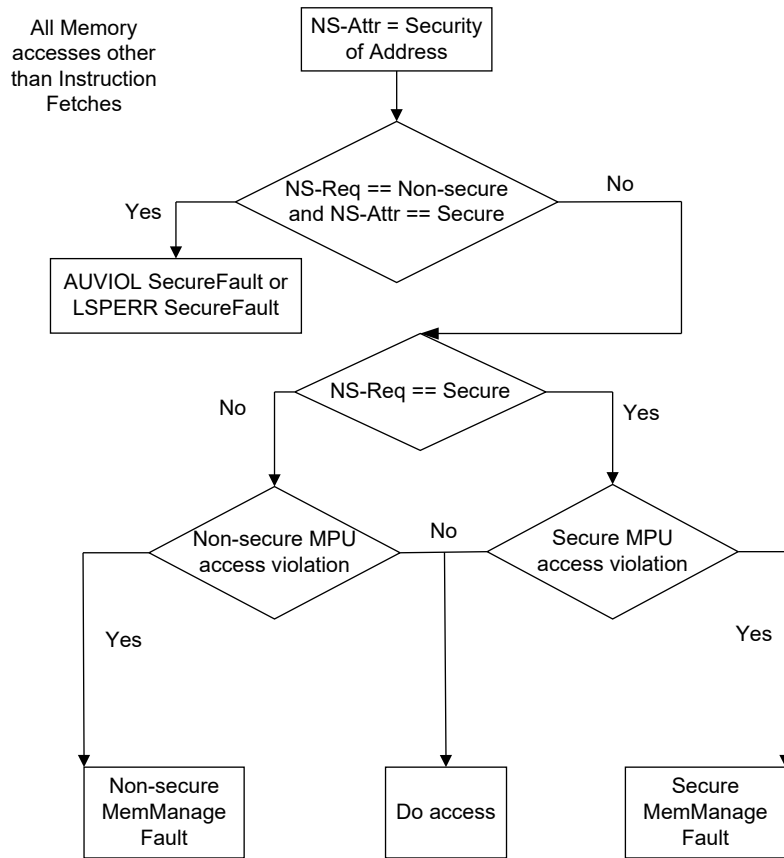 All Memory
accesses other
than Instruction
Fetches
NS-Attr = Security
of Address
NS-Req == Non-secure
and NS-Attr == Secure
Yes
No
AUVIOL SecureFault or
LSPERR SecureFault
NS-Req == Secure
No
Yes
Non-secure MPU
access violation
No
Secure MPU
access violation
Yes
Yes
Non-secure
MemManage
Fault
Do access
Secure
MemManage
Fault